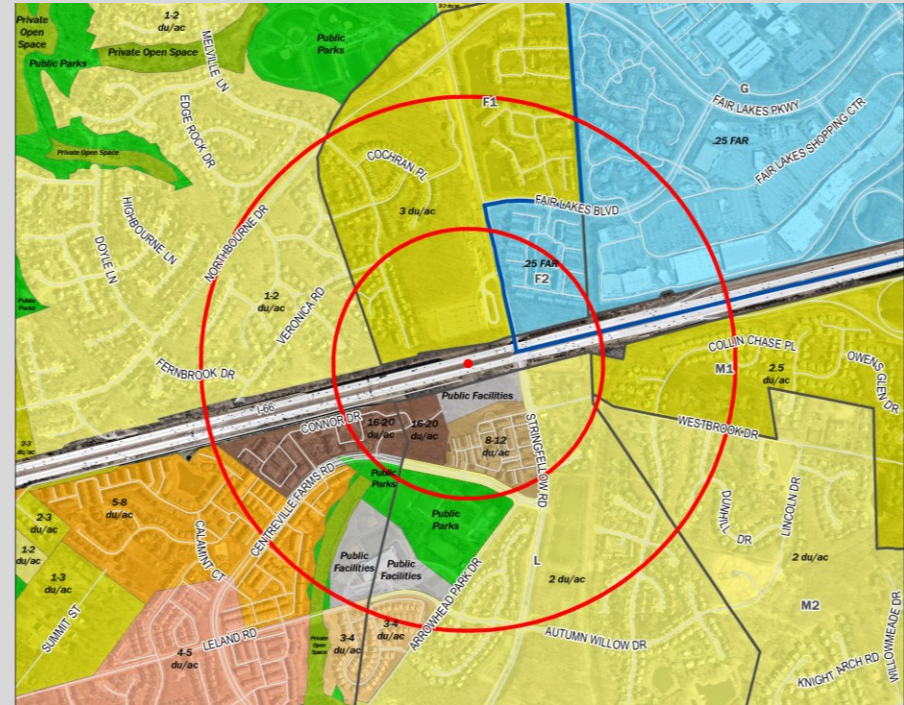 Private
Open
Space
1-2
du/ac
Public Parks
Private Open Space
MELVILLE LN
Public
Parks
EDGE ROCK DR
Private Open Space
F1
G
FAIR LAKES PKWY
.25 FAR
FAIR LAKES SHOPPING CTR
COCHRAN PL
3 du/ac
FAIR LAKES BLVD
HIGHBOURNE LN
DOYLE LN
NORTHBOURNE DR
.25 FAR
F2
Public
Parks
1-2
du/ac
VERONICA RD
FERNBROOK DR
COLLIN CHASE PL
M1
2.5
du/ac
OWENS GLEN DR
I-66
Public Facilities
CONNOR DR
16-20
du/ac
16-20
du/ac
8-12
du/ac
STRINGFELLOW RD
WESTBROOK DR
2-3
du/ac
5-8
du/ac
CENTREVILLE FARMS RD
Public
Parks
Public
Parks
2-3
du/ac
1-2
du/ac
1-3
du/ac
SUMMIT ST
CALAMINT CT
Public
Facilities
Public
Facilities
DUNHILL DR
LINCOLN DR
2 du/ac
L
2 du/ac
M2
ARROWHEAD PARK DR
4-5
du/ac
LELAND RD
Private
Open
Space
3-4
du/ac
3-4
du/ac
AUTUMN WILLOW DR
KNIGHT ARCH RD
WILLOWMEADE DR